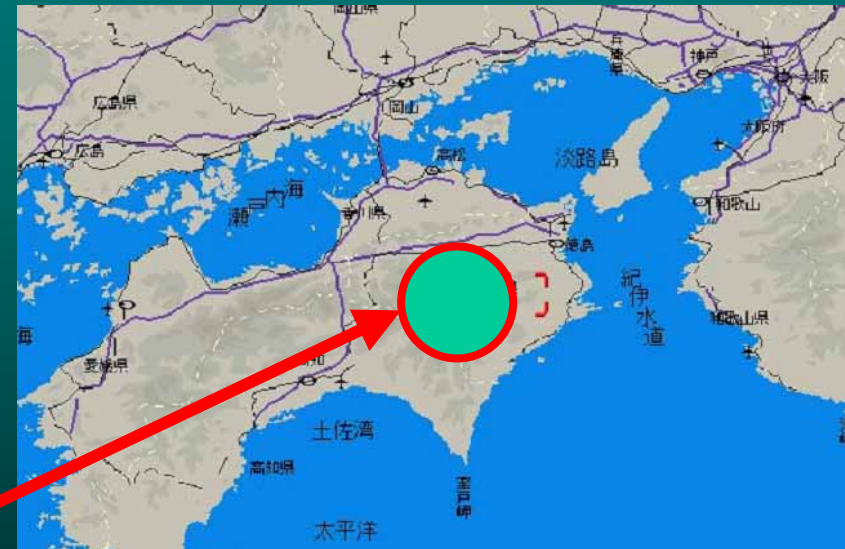 岡山県
兵庫県
神戸
大阪
広島県
岡山
広島
大阪府
高松
淡路島
瀬戸内海
香川県
和歌山
徳島
紀伊水道
和歌山県
海
愛媛県
土佐湾
高知県
室戸岬
太平洋